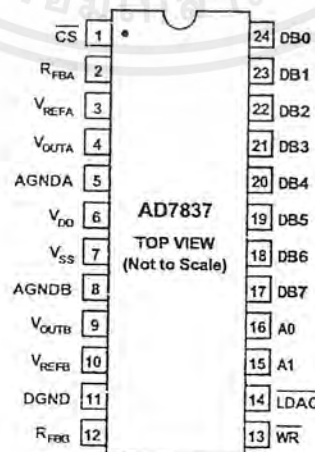 CS 1 24 DB0
RFBA 2 23 DB1
VREFA 3 22 DB2
VOUTA 4 21 DB3
AGNDA 5 20 DB4
VDD 6 AD7837 19 DB5
VSS 7 TOP VIEW 18 DB6
AGNDB 8 (Not to Scale) 17 DB7
VOUTB 9 16 A0
VREFB 10 15 A1
DGND 11 14 LDAC
RFBB 12 13 WR